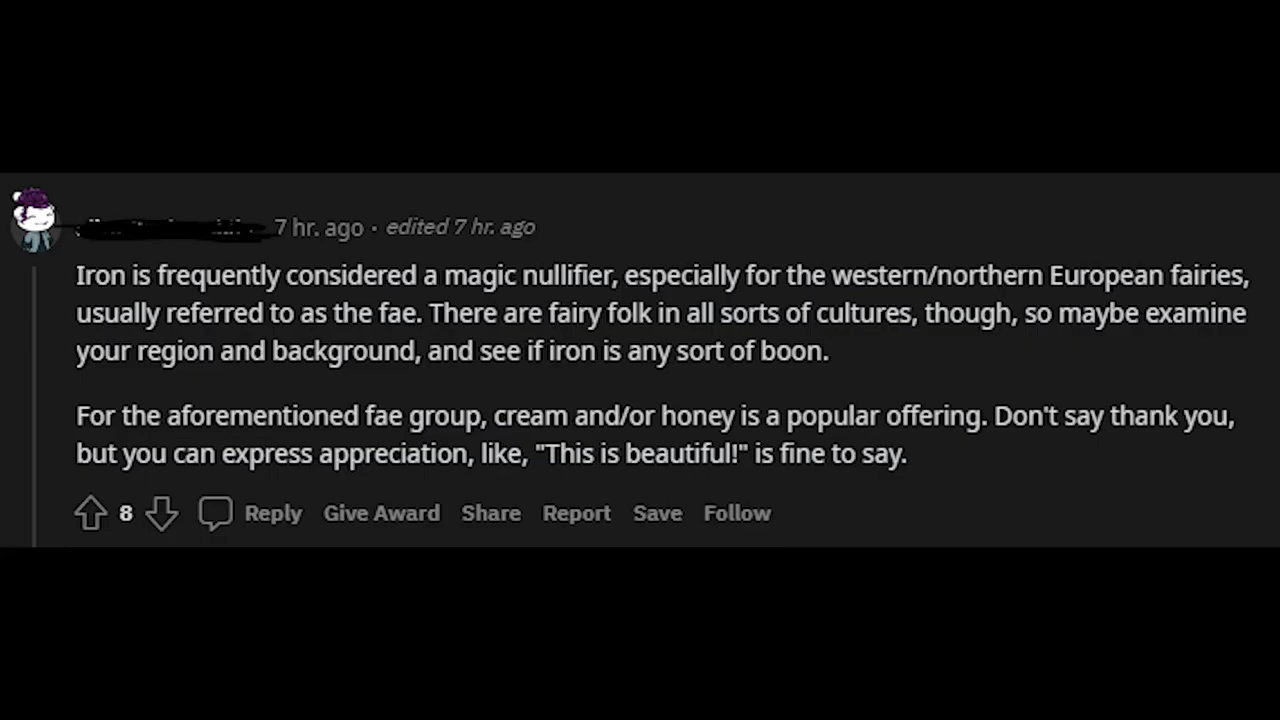 7 hr. ago · edited 7 hr. ago
Iron is frequently considered a magic nullifier, especially for the western/northern European fairies,
usually referred to as the fae. There are fairy folk in all sorts of cultures, though, so maybe examine
your region and background, and see if iron is any sort of boon.
For the aforementioned fae group, cream and/or honey is a popular offering. Don't say thank you,
but you can express appreciation, like, "This is beautiful!" is fine to say.
8 Reply Give Award Share Report Save Follow